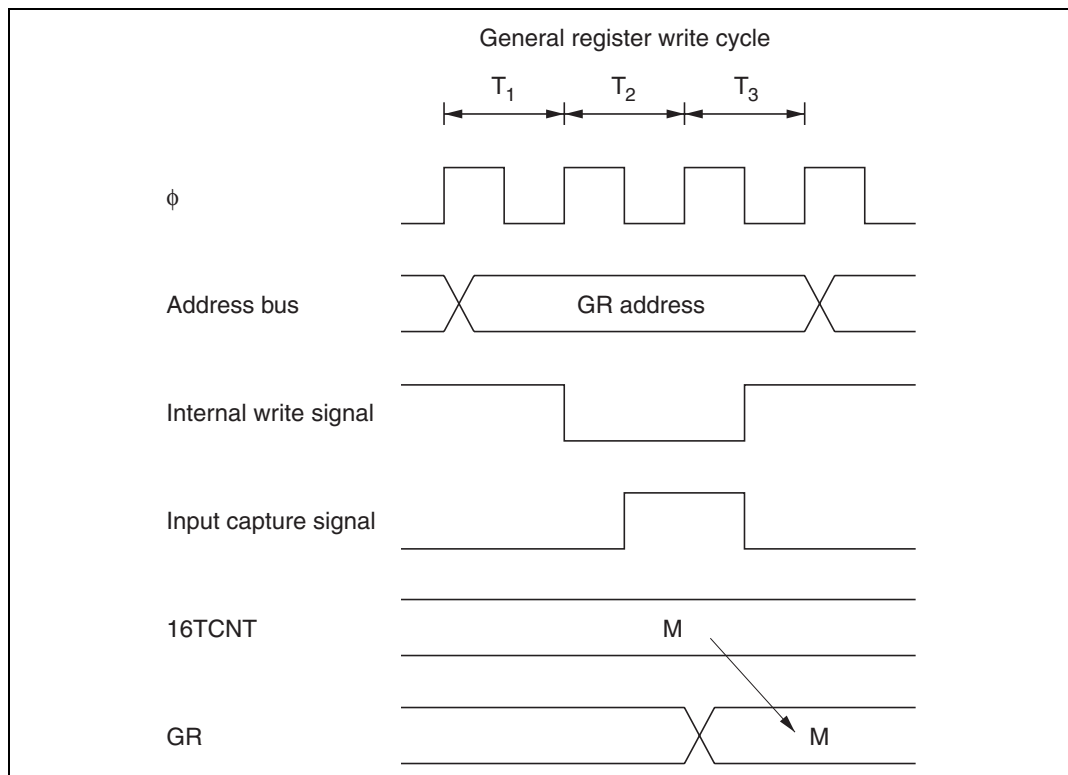 General register write cycle
T1 T2 T3
ϕ
Address bus GR address
Internal write signal
Input capture signal
16TCNT M
GR M